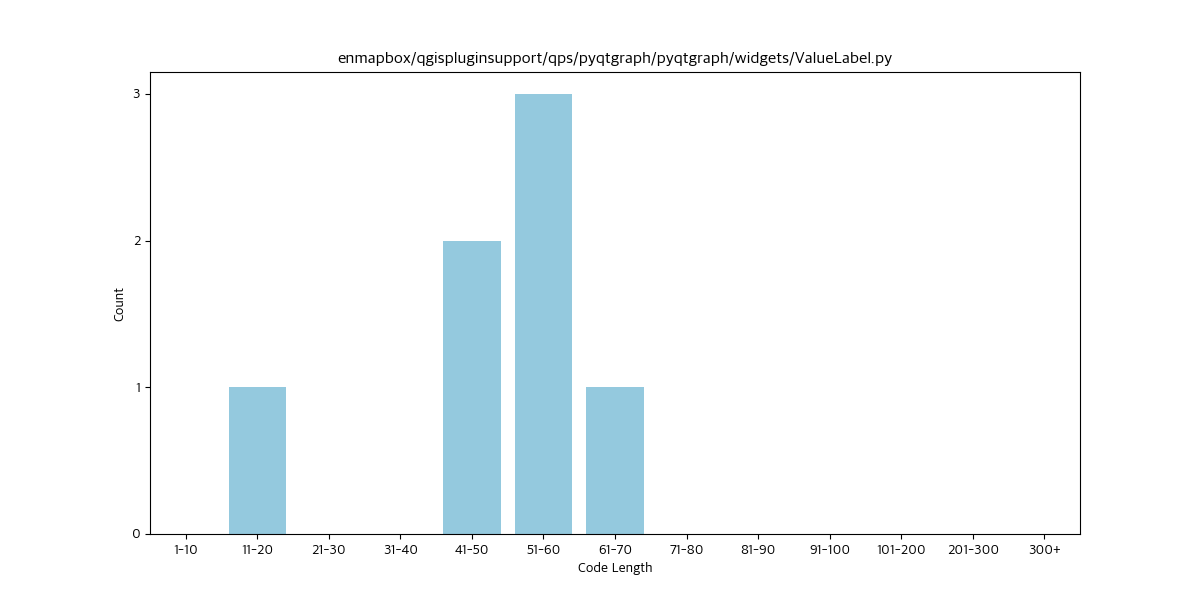 enmapbox/qgispluginsupport/qps/pyqtgraph/pyqtgraph/widgets/ValueLabel.py
3
2
1
0
Count
1-10 11-20 21-30 31-40 41-50 51-60 61-70 71-80 81-90 91-100 101-200 201-300 300+
Code Length